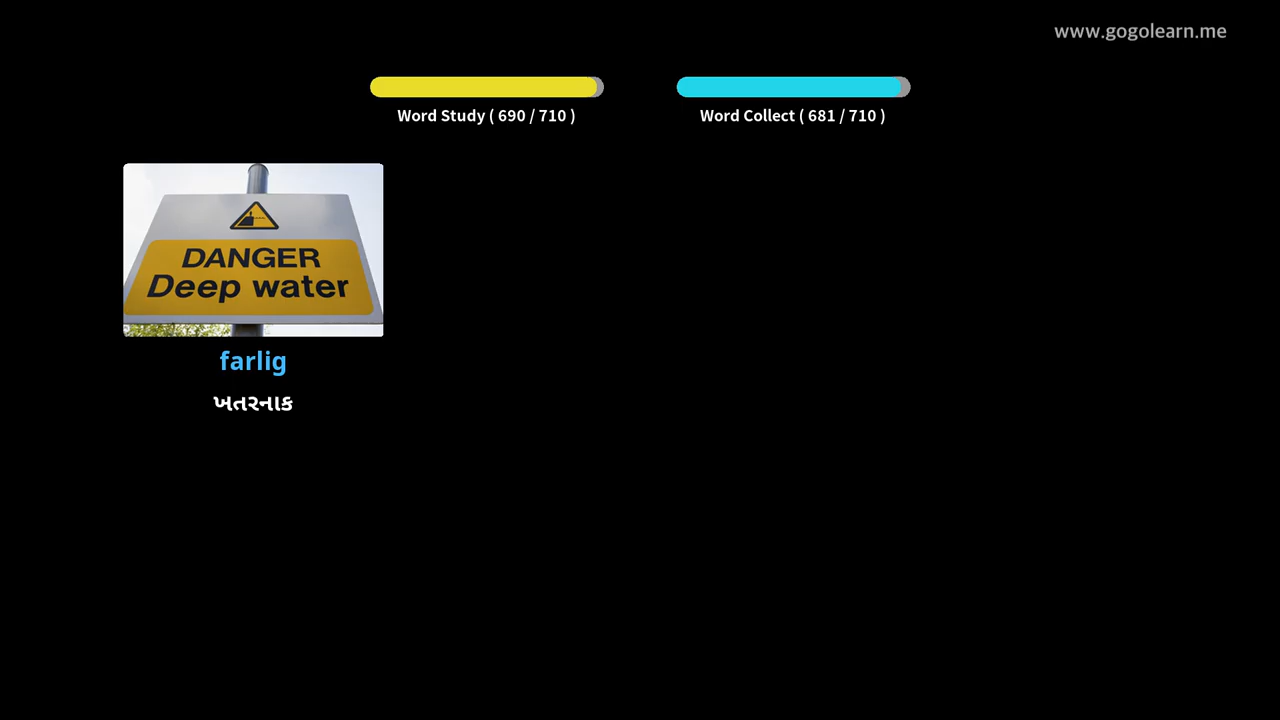 www.gogolearn.me
Word Study ( 690 / 710 )
Word Collect ( 681 / 710 )
DANGER
Deep water
farlig
ખતરનાક